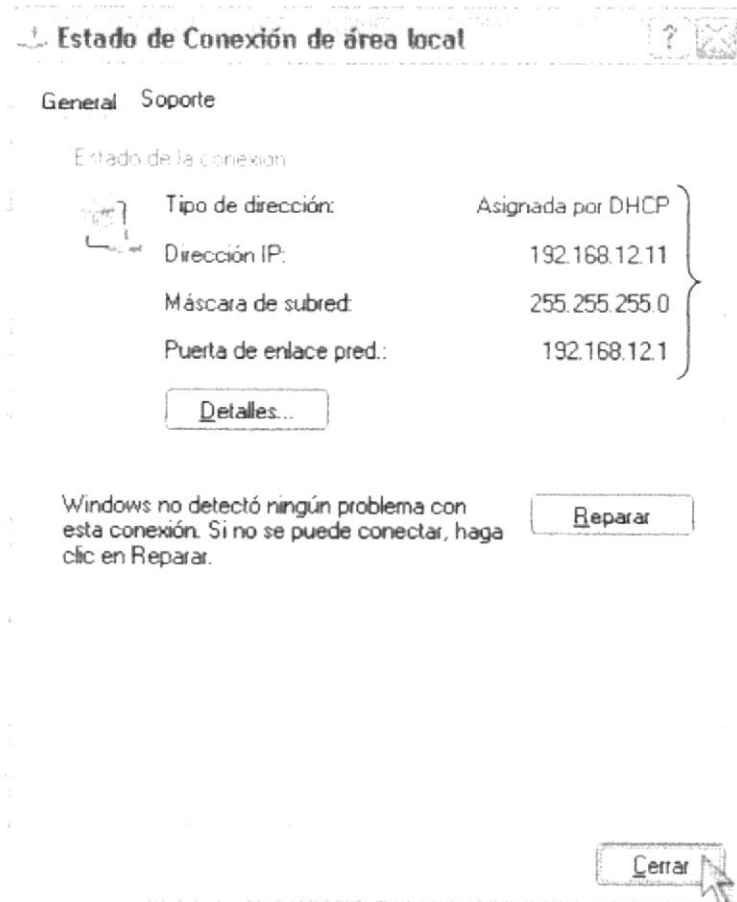 Estado de Conexión de área local
?
General Soporte
Estado de la conexion
Tipo de dirección: Asignada por DHCP
Dirección IP: 192.168.12.11
Máscara de subred: 255.255.255.0
Puerta de enlace pred.: 192.168.12.1
Detalles...
Windows no detectó ningún problema con
esta conexión. Si no se puede conectar, haga
clic en Reparar.
Reparar
Cerrar